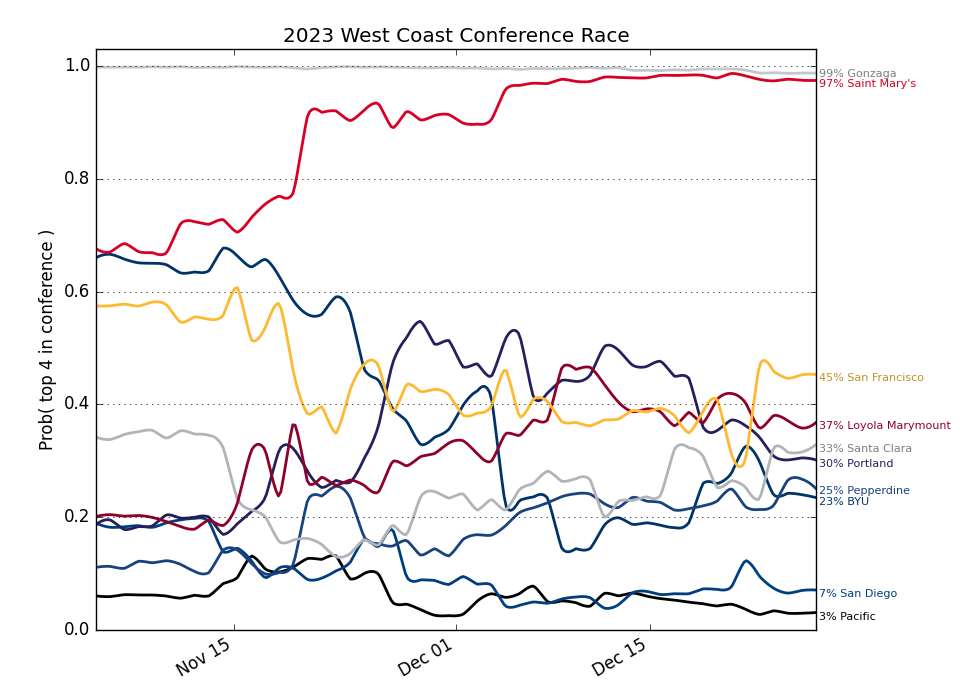 2023 West Coast Conference Race
Prob( top 4 in conference )
1.0
0.8
0.6
0.4
0.2
0.0
Nov 15
Dec 01
Dec 15
99% Gonzaga
97% Saint Mary's
45% San Francisco
37% Loyola Marymount
33% Santa Clara
30% Portland
25% Pepperdine
23% BYU
7% San Diego
3% Pacific